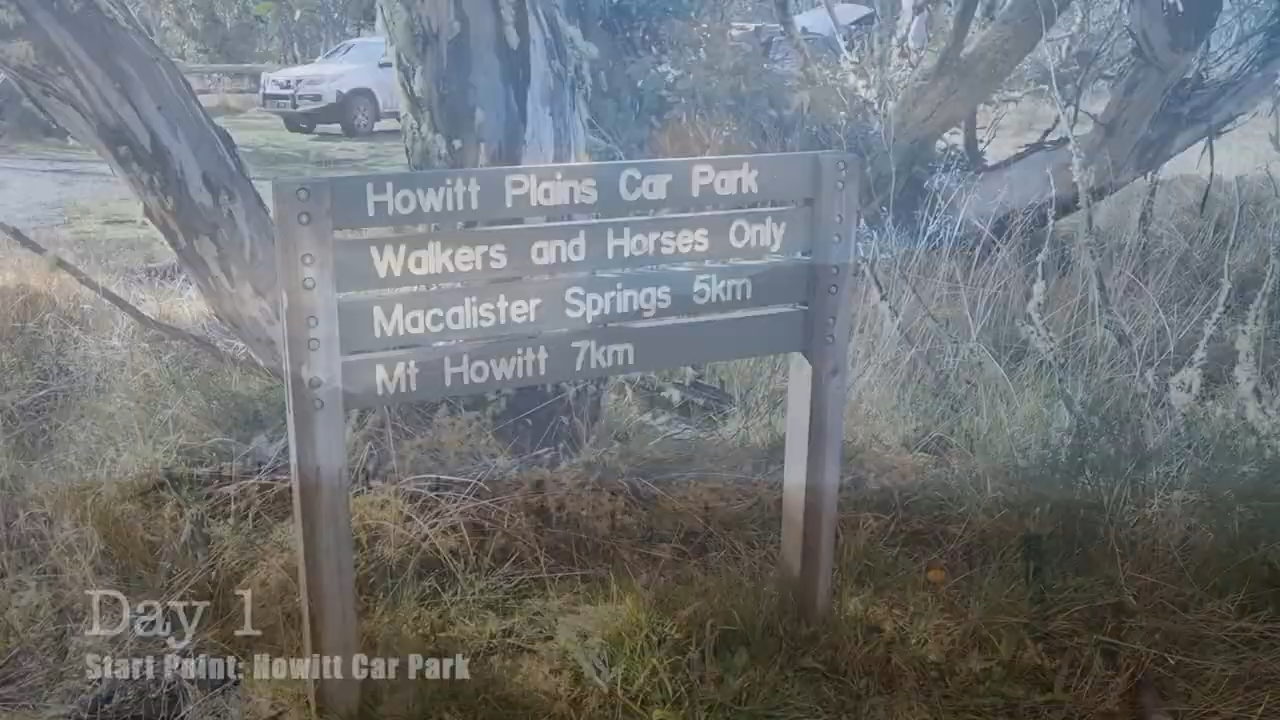 Howitt Plains Car Park
Walkers and Horses Only
Macalister Springs 5km
Mt Howitt 7km
Day 1
Start Point: Howitt Car Park